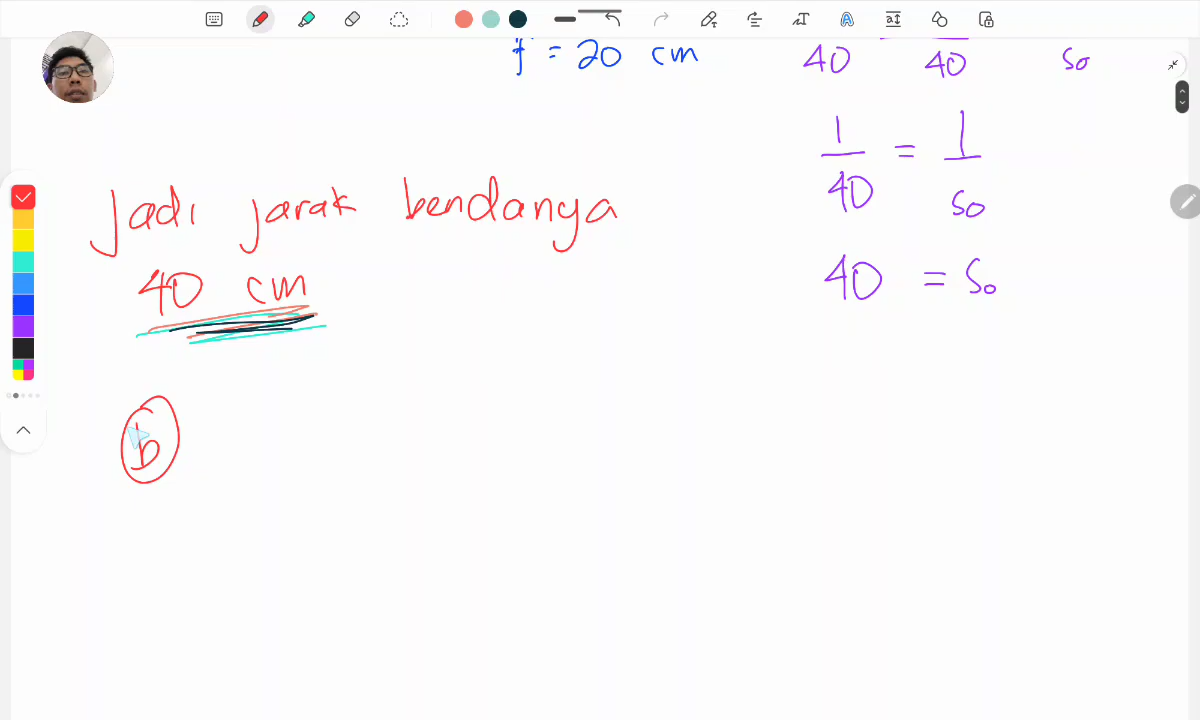 f = 20 cm
40 40 so
1/40 = 1/so
40 = So
Jadi jarak bendanya
40 cm
b